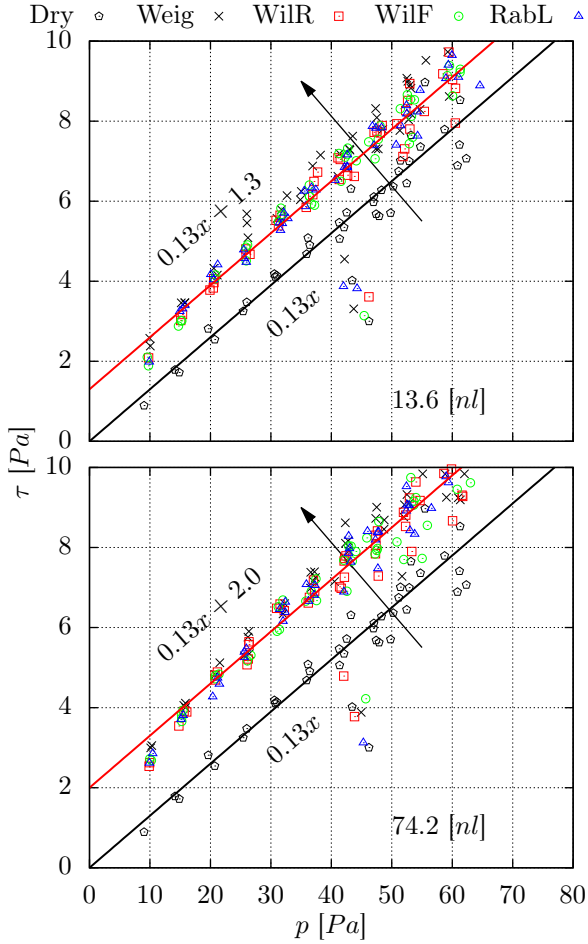 Dry Weig WilR WilF RabL
10
8
6
4
2
0
0.13x + 1.3
0.13x
13.6 [nl]
τ [Pa]
10
8
6
4
2
0
0.13x + 2.0
0.13x
74.2 [nl]
0 10 20 30 40 50 60 70 80
p [Pa]